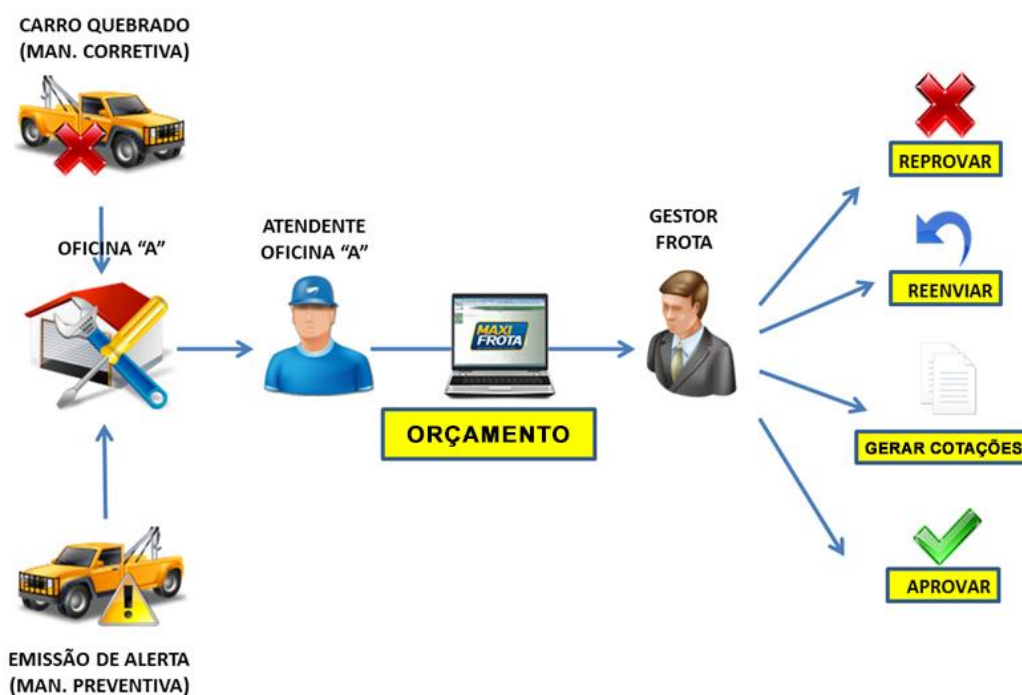 CARRO QUEBRADO
(MAN. CORRETIVA)
OFICINA “A”
ATENDENTE
OFICINA “A”
MAXI
FROTA
ORÇAMENTO
GESTOR
FROTA
REPROVAR
REENVIAR
GERAR COTAÇÕES
APROVAR
EMISSÃO DE ALERTA
(MAN. PREVENTIVA)